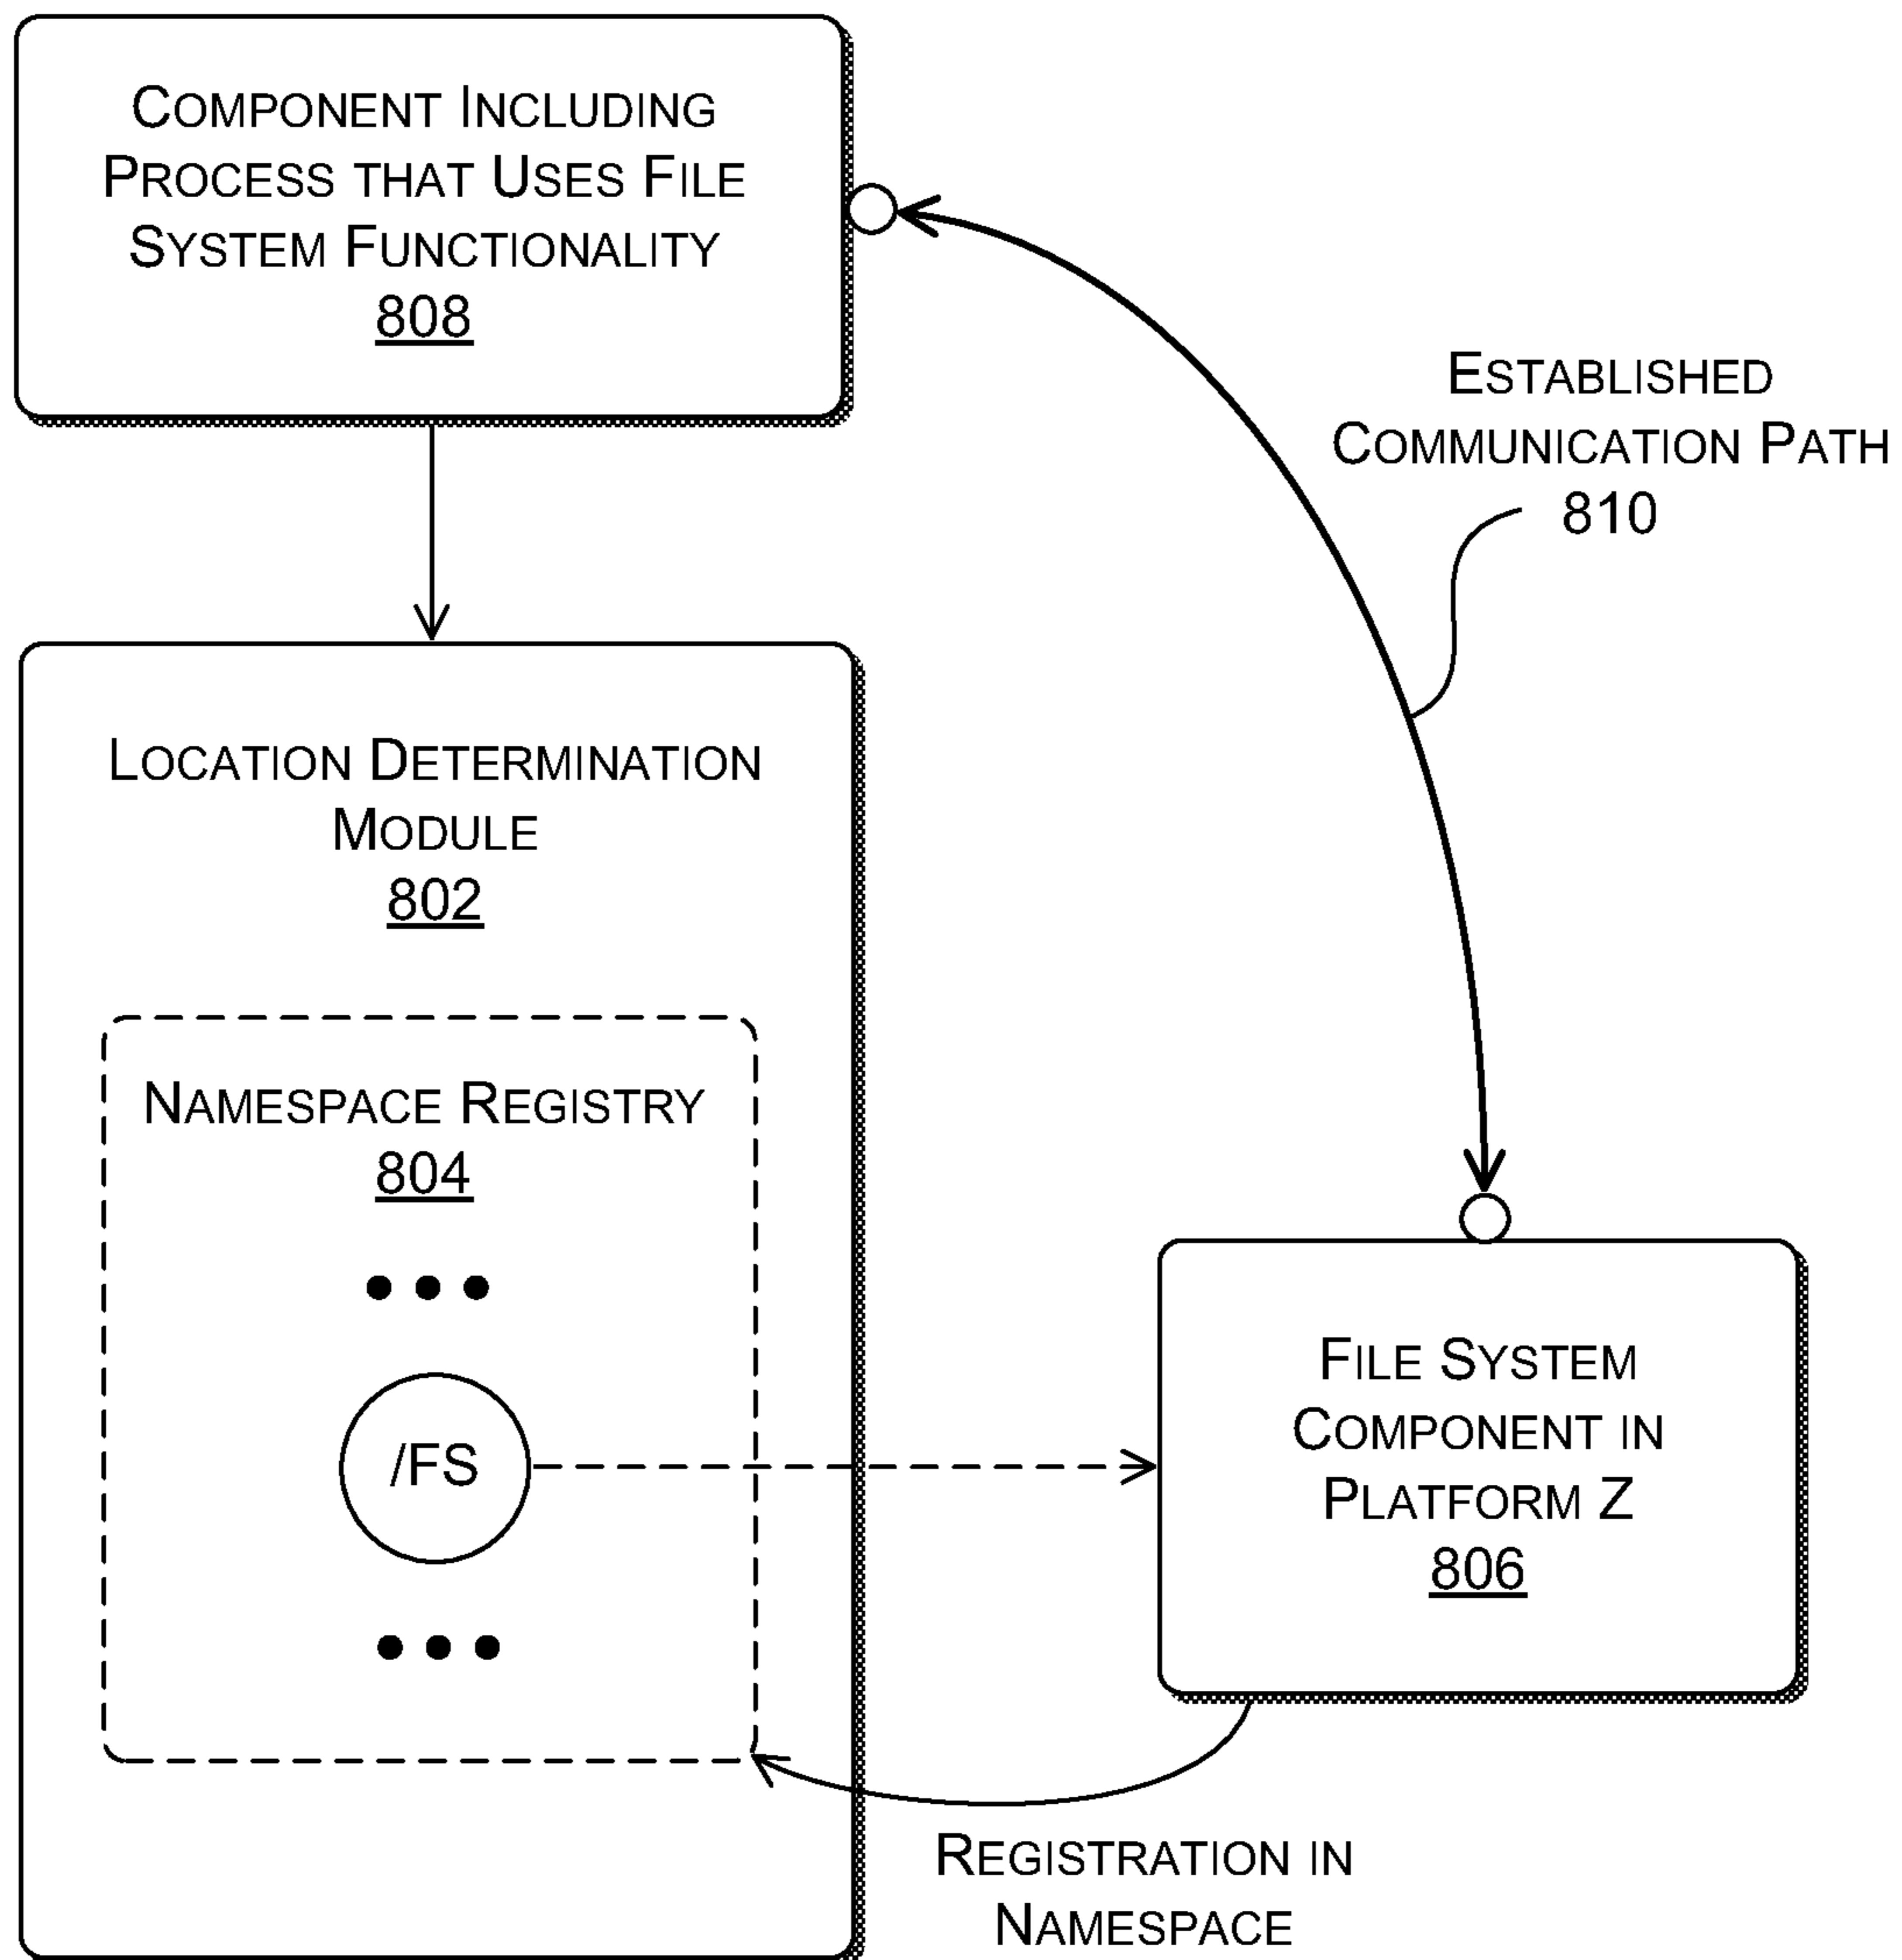 COMPONENT INCLUDING
PROCESS THAT USES FILE
SYSTEM FUNCTIONALITY
808
ESTABLISHED
COMMUNICATION PATH
810
LOCATION DETERMINATION
MODULE
802
NAMESPACE REGISTRY
804
/FS
FILE SYSTEM
COMPONENT IN
PLATFORM Z
806
REGISTRATION IN
NAMESPACE